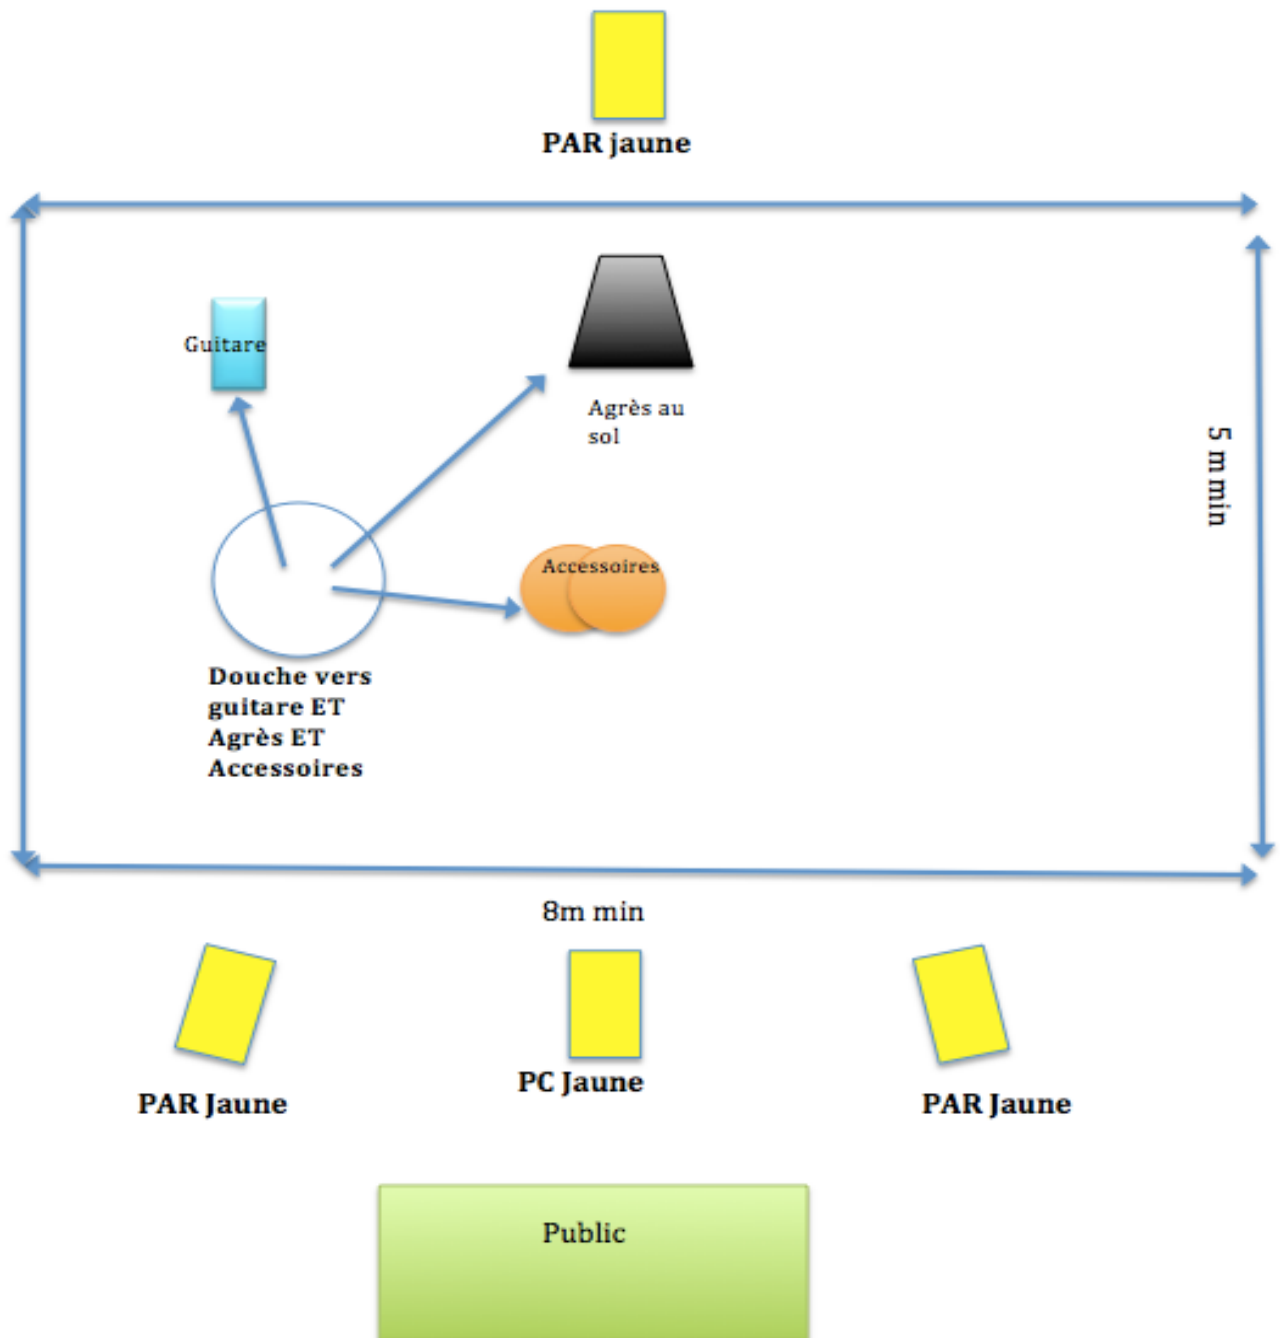 PAR jaune
Guitare
Agrès au
sol
5 m min
Accessoires
Douche vers
guitare ET
Agrès ET
Accessoires
8m min
PAR Jaune
PC Jaune
PAR Jaune
Public